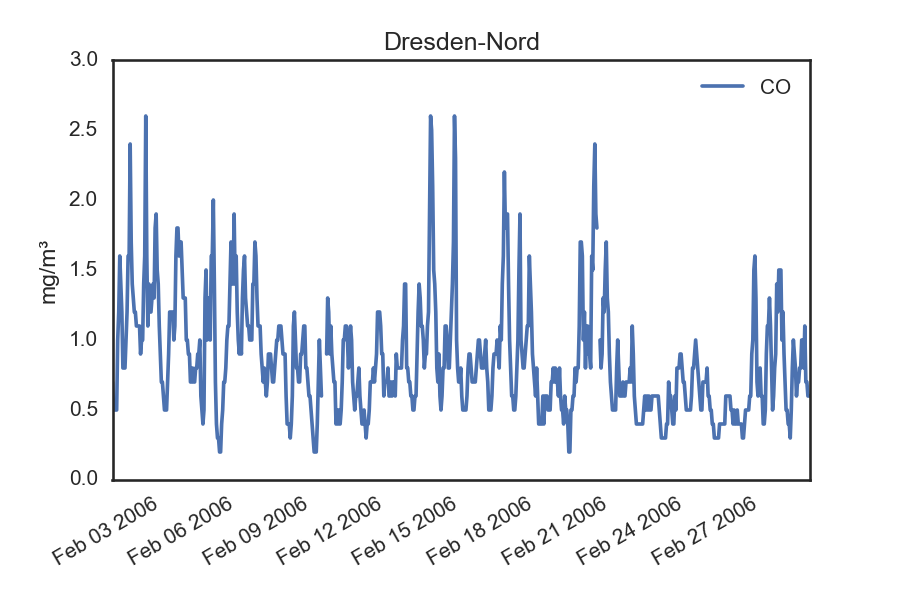 Dresden-Nord
CO
mg/m³
3.0
2.5
2.0
1.5
1.0
0.5
0.0
Feb 03 2006
Feb 06 2006
Feb 09 2006
Feb 12 2006
Feb 15 2006
Feb 18 2006
Feb 21 2006
Feb 24 2006
Feb 27 2006